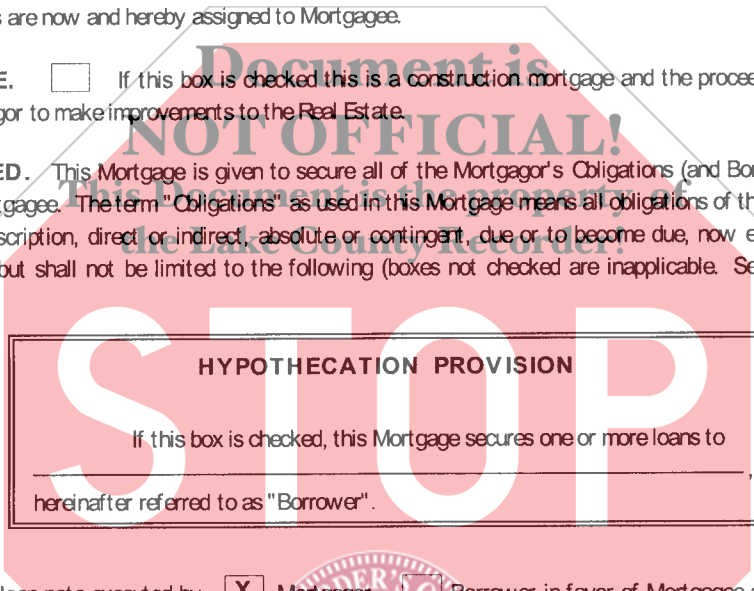 s are now and hereby assigned to Mortgagee.
Document is
E. If this box is checked this is a construction mortgage and the procee
gor to make improvements to the Real Estate.
NOT OFFICIAL!
ED. This Mortgage is given to secure all of the Mortgagor's Obligations (and Bor
This Document is the property of
tgagee. The term "Obligations" as used in this Mortgage means all obligations of th
scription, direct or indirect, absolute or contingent, due or to become due, now e
the Lake County Recorder!
but shall not be limited to the following (boxes not checked are inapplicable. Se
STOP
HYPOTHECATION PROVISION
If this box is checked, this Mortgage secures one or more loans to
,
hereinafter referred to as "Borrower".
note executed by X Mortgagor Borrower in favor of Mortgagee